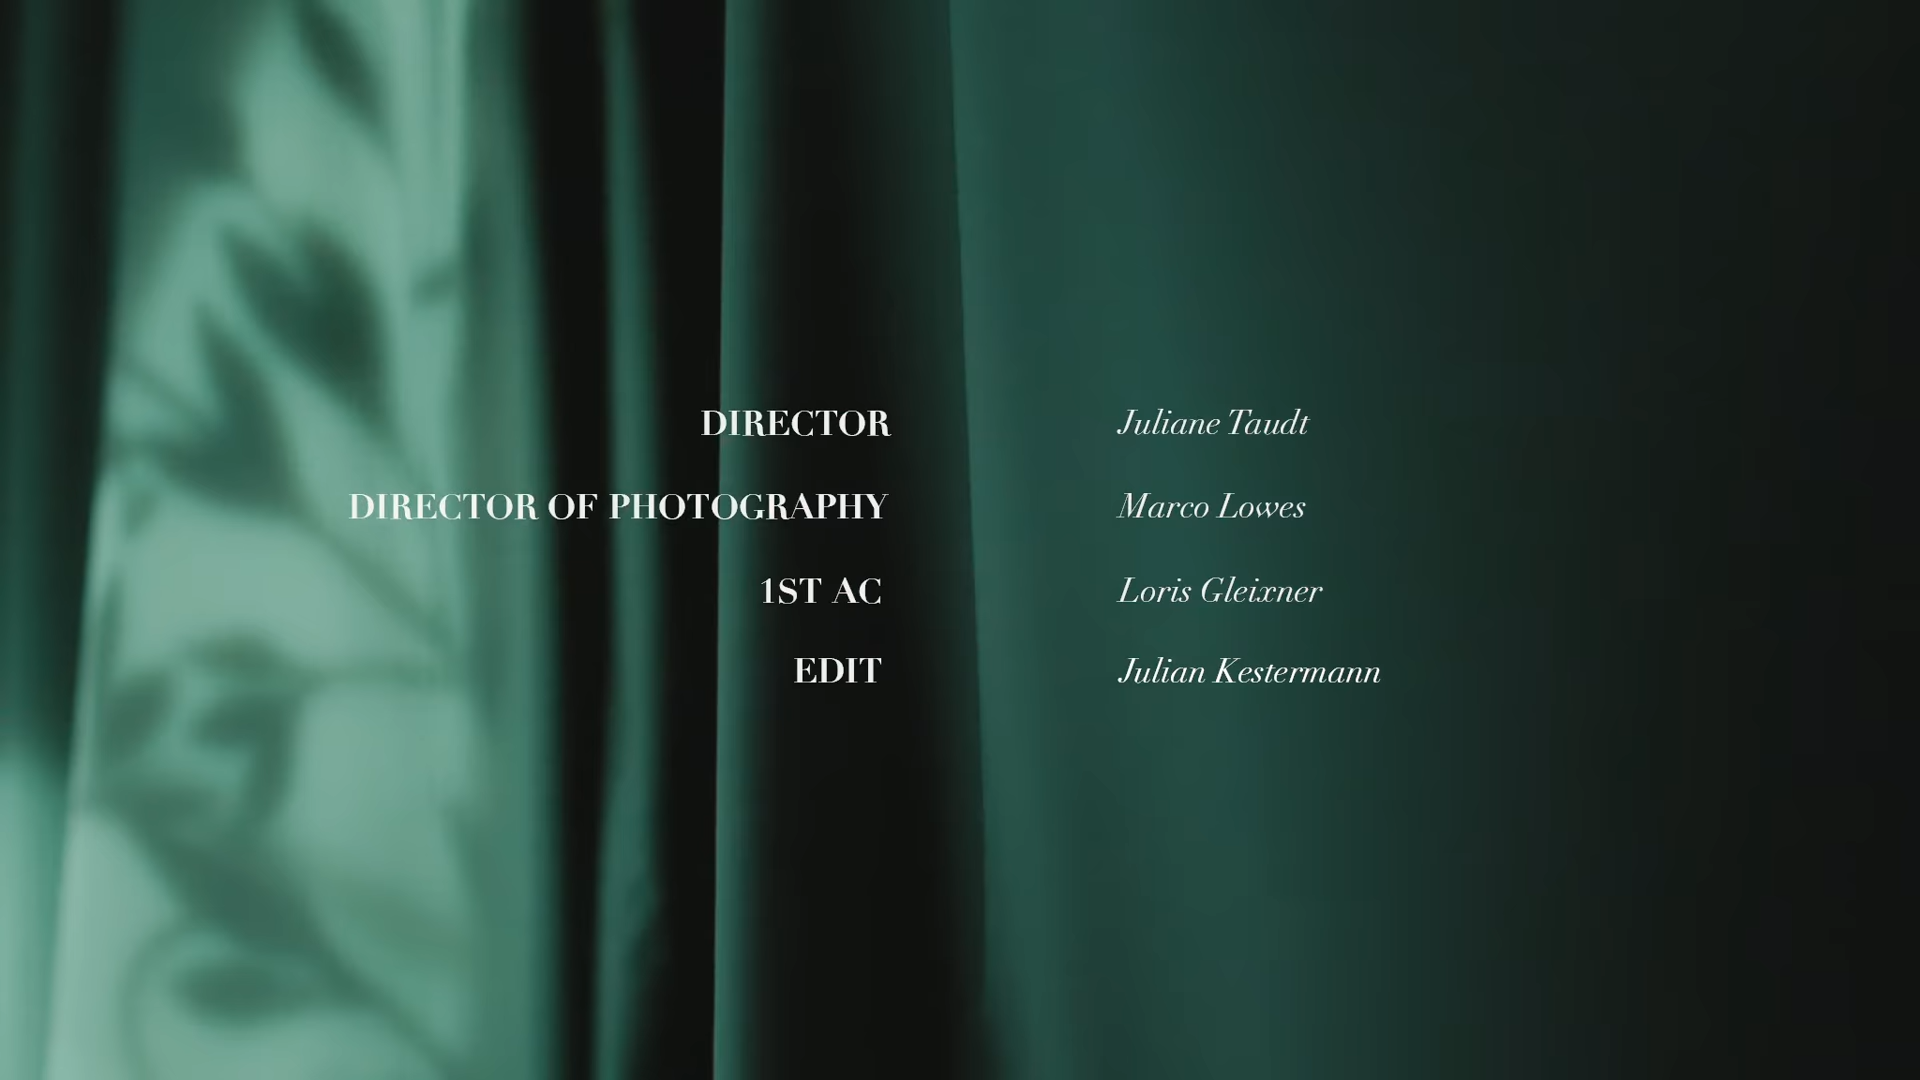 DIRECTOR Juliane Taudt
DIRECTOR OF PHOTOGRAPHY Marco Lowes
1ST AC Loris Gleixner
EDIT Julian Kestermann